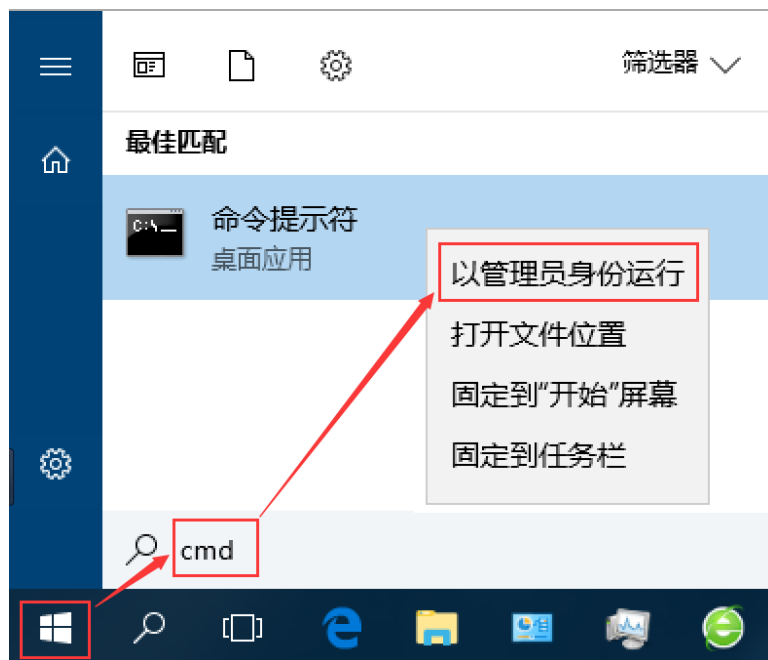 筛选器
最佳匹配
C:\
命令提示符
桌面应用
以管理员身份运行
打开文件位置
固定到"开始"屏幕
固定到任务栏
cmd